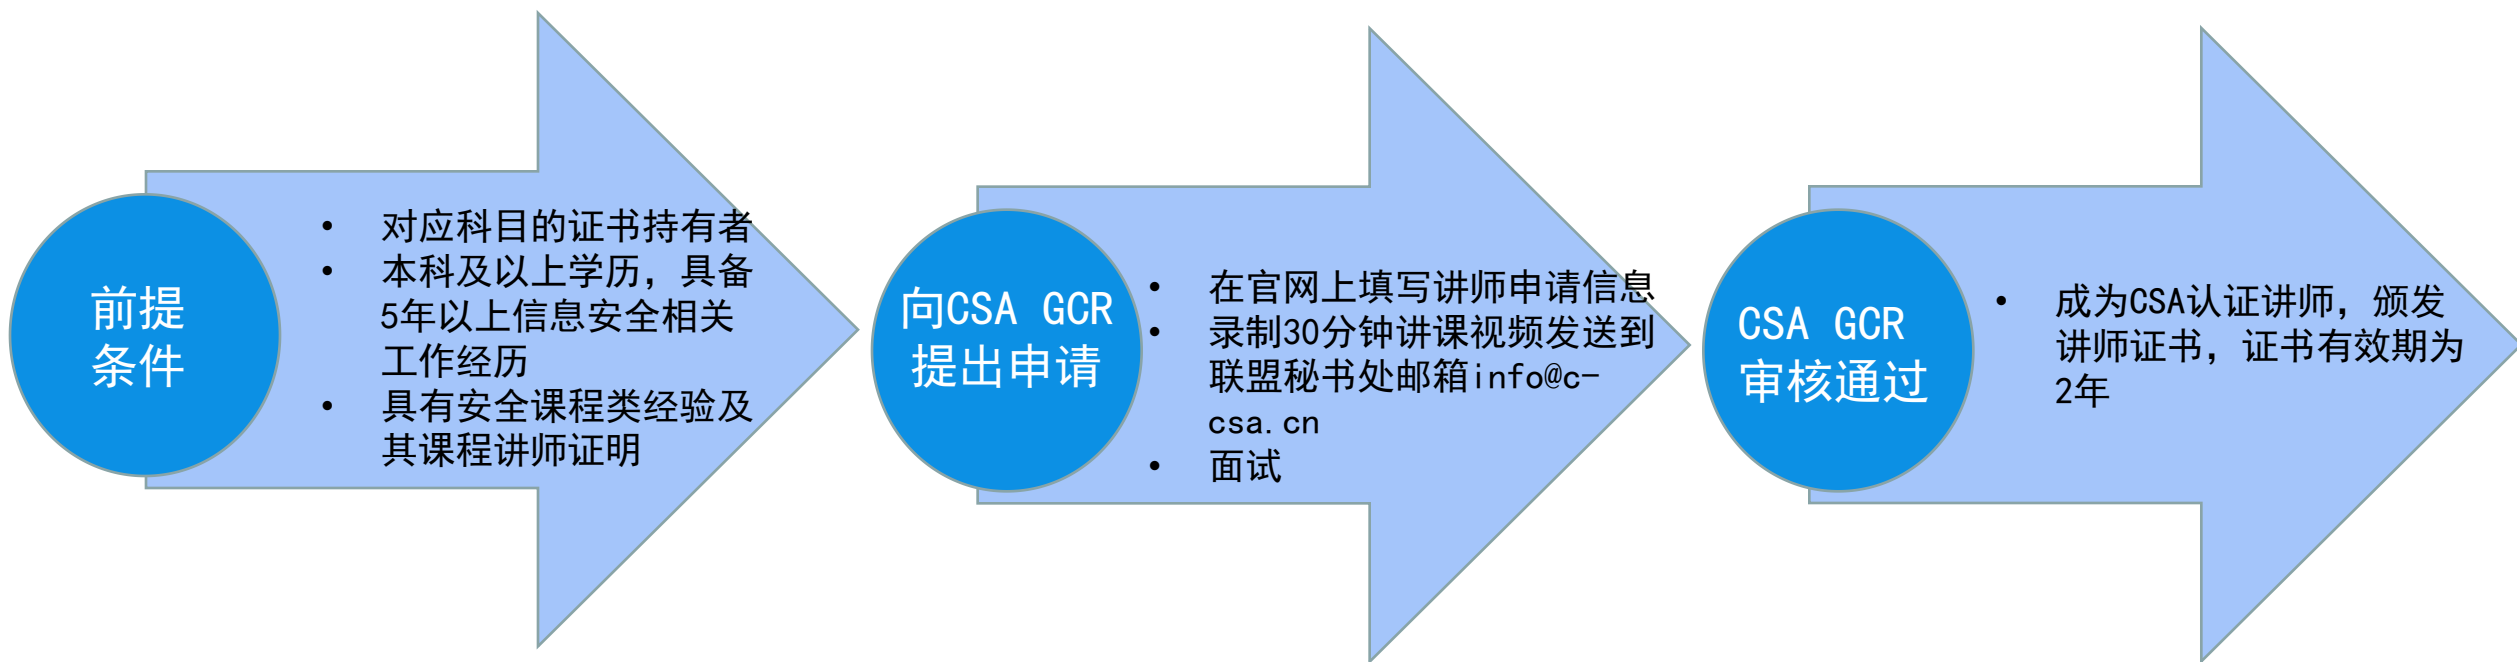 前提
条件
• 对应科目的证书持有者
• 本科及以上学历，具备
5年以上信息安全相关
工作经历
• 具有安全课程类经验及
其课程讲师证明
向CSA GCR
提出申请
• 在官网上填写讲师申请信息
• 录制30分钟讲课视频发送到
联盟秘书处邮箱info@c-
csa.cn
• 面试
CSA GCR
审核通过
• 成为CSA认证讲师，颁发
讲师证书，证书有效期为
2年